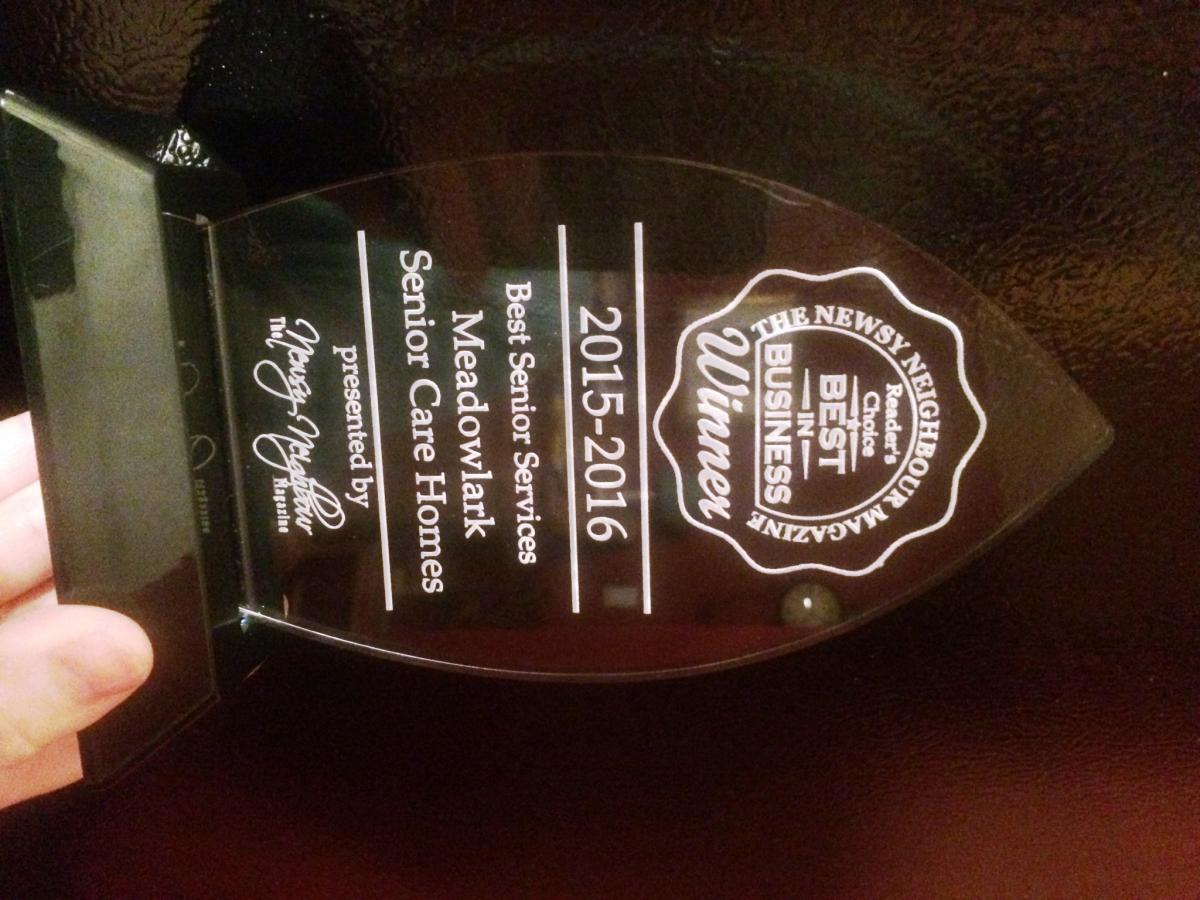 THE NEWSY NEIGHBOUR MAGAZINE
Reader's
Choice
BEST
IN
BUSINESS
Winner
2015-2016
Best Senior Services
Meadowlark
Senior Care Homes
presented by
The
Newsy Neighbour
Magazine